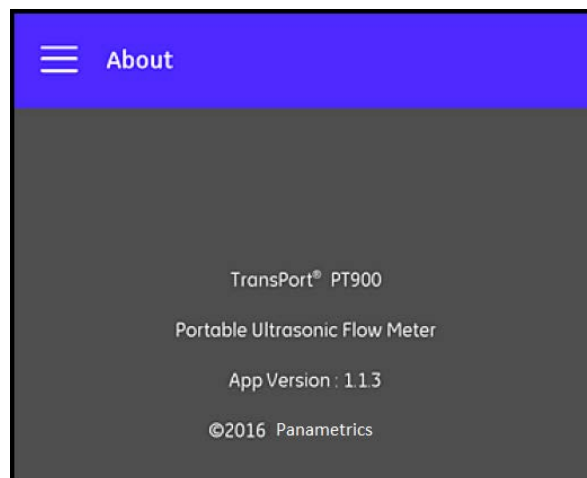 About
TransPort® PT900
Portable Ultrasonic Flow Meter
App Version : 1.1.3
©2016 Panametrics